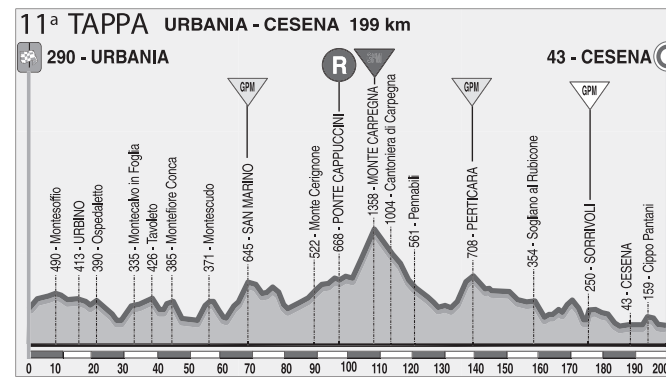 11ª TAPPA URBANIA - CESENA 199 km
290 - URBANIA
43 - CESENA
R
GPM
GPM
GPM
490 - Montesoffio
413 - URBINO
390 - Ospedaletto
335 - Montecalvo in Foglia
426 - Tavoleto
385 - Montefiore Conca
371 - Montescudo
645 - SAN MARINO
522 - Monte Cerignone
668 - PONTE CAPPUCCINI
1358 - MONTE CARPEGNA
1004 - Cantoniera di Carpegna
561 - Pennabili
708 - PERTICARA
354 - Sogliano al Rubicone
250 - SORRIVOLI
43 - CESENA
159 - Cippo Pantani
0 10 20 30 40 50 60 70 80 90 100 110 120 130 140 150 160 170 180 190 200